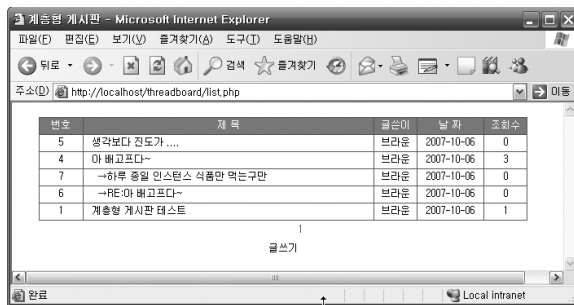 계층형 게시판 - Microsoft Internet Explorer
파일(F) 편집(E) 보기(V) 즐겨찾기(A) 도구(T) 도움말(H)
뒤로 검색 즐겨찾기
주소(D) http://localhost/threadboard/list.php 이동
번호 제 목 글쓴이 날 짜 조회수
5 생각보다 진도가 .... 브라운 2007-10-06 0
4 아 배고프다~ 브라운 2007-10-06 3
7 →하루 종일 인스턴스 식품만 먹는구만 브라운 2007-10-06 0
6 →RE:아 배고프다~ 브라운 2007-10-06 0
1 계층형 게시판 테스트 브라운 2007-10-06 1
1
글쓰기
완료 Local intranet